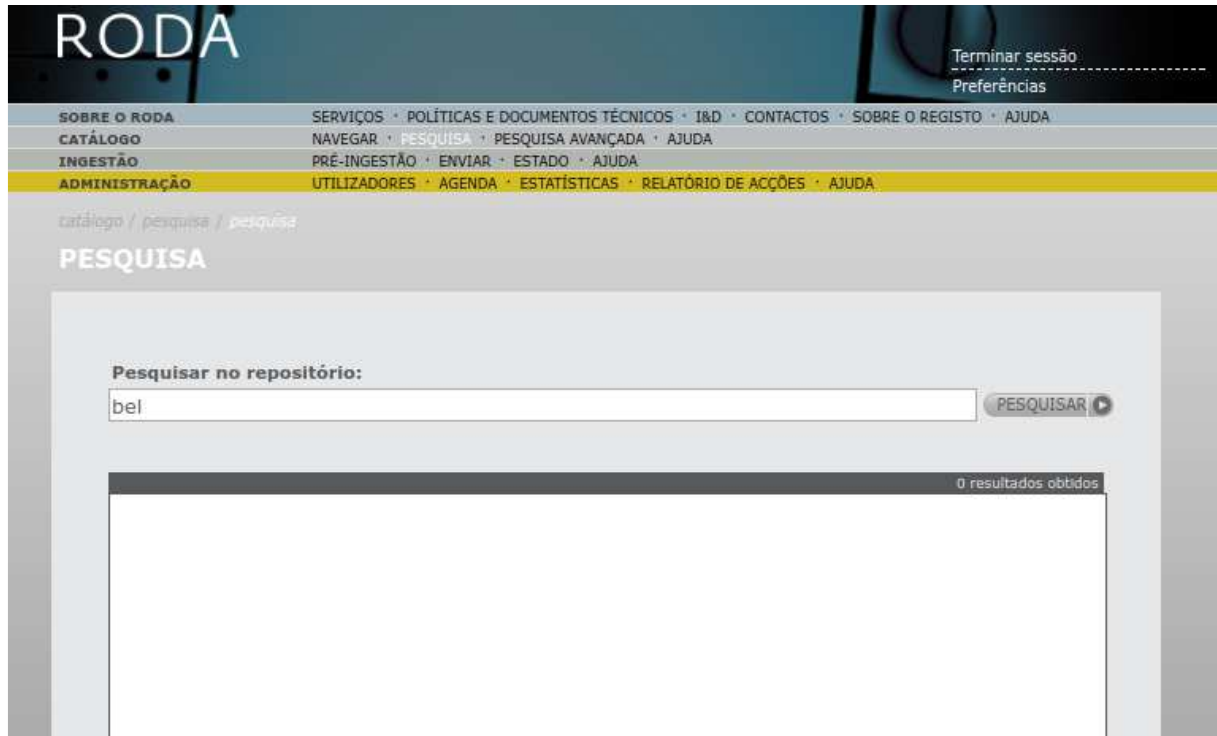 RODA
Terminar sessão
Preferências
SOBRE O RODA SERVIÇOS · POLÍTICAS E DOCUMENTOS TÉCNICOS · I&D · CONTACTOS · SOBRE O REGISTO · AJUDA
CATÁLOGO NAVEGAR · PESQUISA · PESQUISA AVANÇADA · AJUDA
INGESTÃO PRÉ-INGESTÃO · ENVIAR · ESTADO · AJUDA
ADMINISTRAÇÃO UTILIZADORES · AGENDA · ESTATÍSTICAS · RELATÓRIO DE ACÇÕES · AJUDA
catálogo / pesquisa / pesquisa
PESQUISA
Pesquisar no repositório:
bel PESQUISAR
0 resultados obtidos